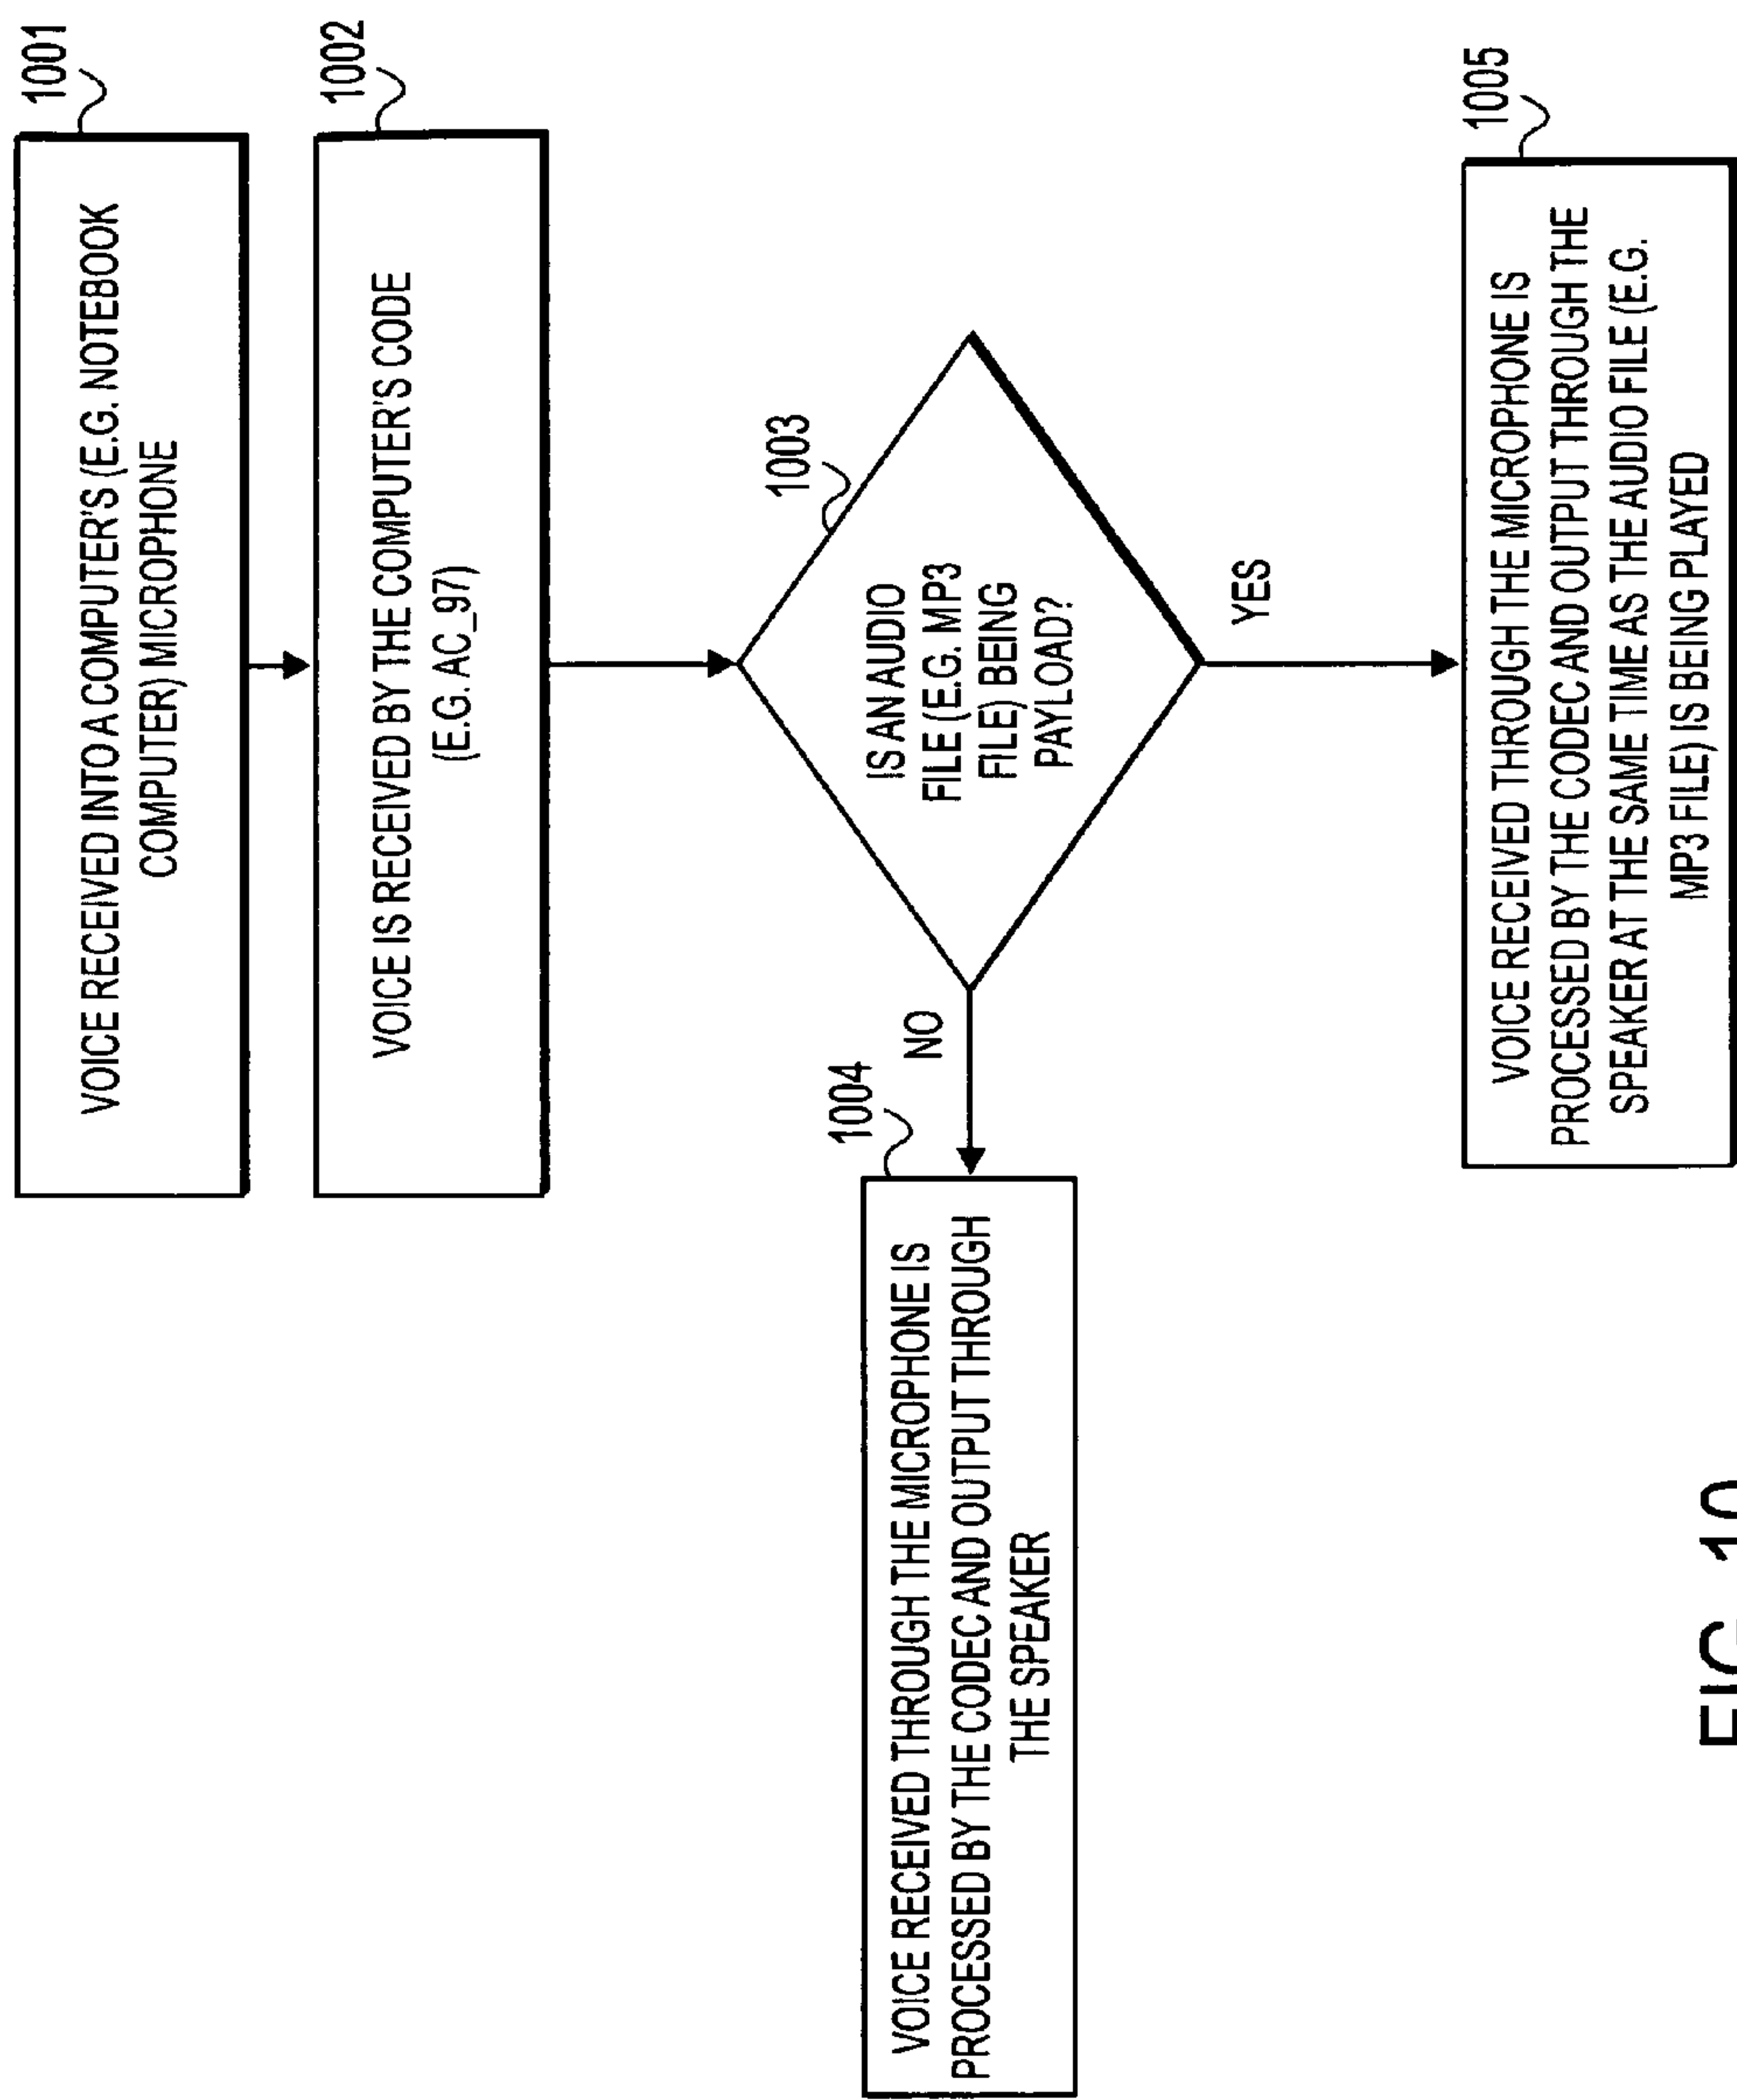 1001
VOICE RECEIVED INTO A COMPUTER'S (E.G. NOTEBOOK
COMPUTER) MICROPHONE
1002
VOICE IS RECEIVED BY THE COMPUTER'S CODE
(E.G. AC_97)
1003
IS AN AUDIO
FILE (E.G. MP3
FILE) BEING
PAYLOAD?
NO
YES
1004
VOICE RECEIVED THROUGH THE MICROPHONE IS
PROCESSED BY THE CODEC AND OUTPUT THROUGH
THE SPEAKER
1005
VOICE RECEIVED THROUGH THE MICROPHONE IS
PROCESSED BY THE CODEC AND OUTPUT THROUGH THE
SPEAKER AT THE SAME TIME AS THE AUDIO FILE (E.G.
MP3 FILE) IS BEING PLAYED
FIG. 10